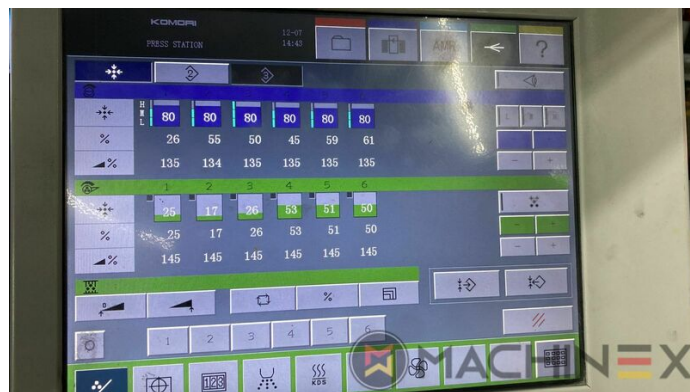 KOMORI
PRESS STATION
12-07
14:43
AMR
?
2
3
H
L
80 80 80 80 80 80
% 26 55 50 45 59 61
% 135 134 135 135 135 135
- +
1 2 3 4 5 6
25 17 26 53 51 50
- +
% 25 17 26 53 51 50
% 145 145 145 145 145 145
- +
%
1 2 3 4 5 6
123
KDS
MACHINEX